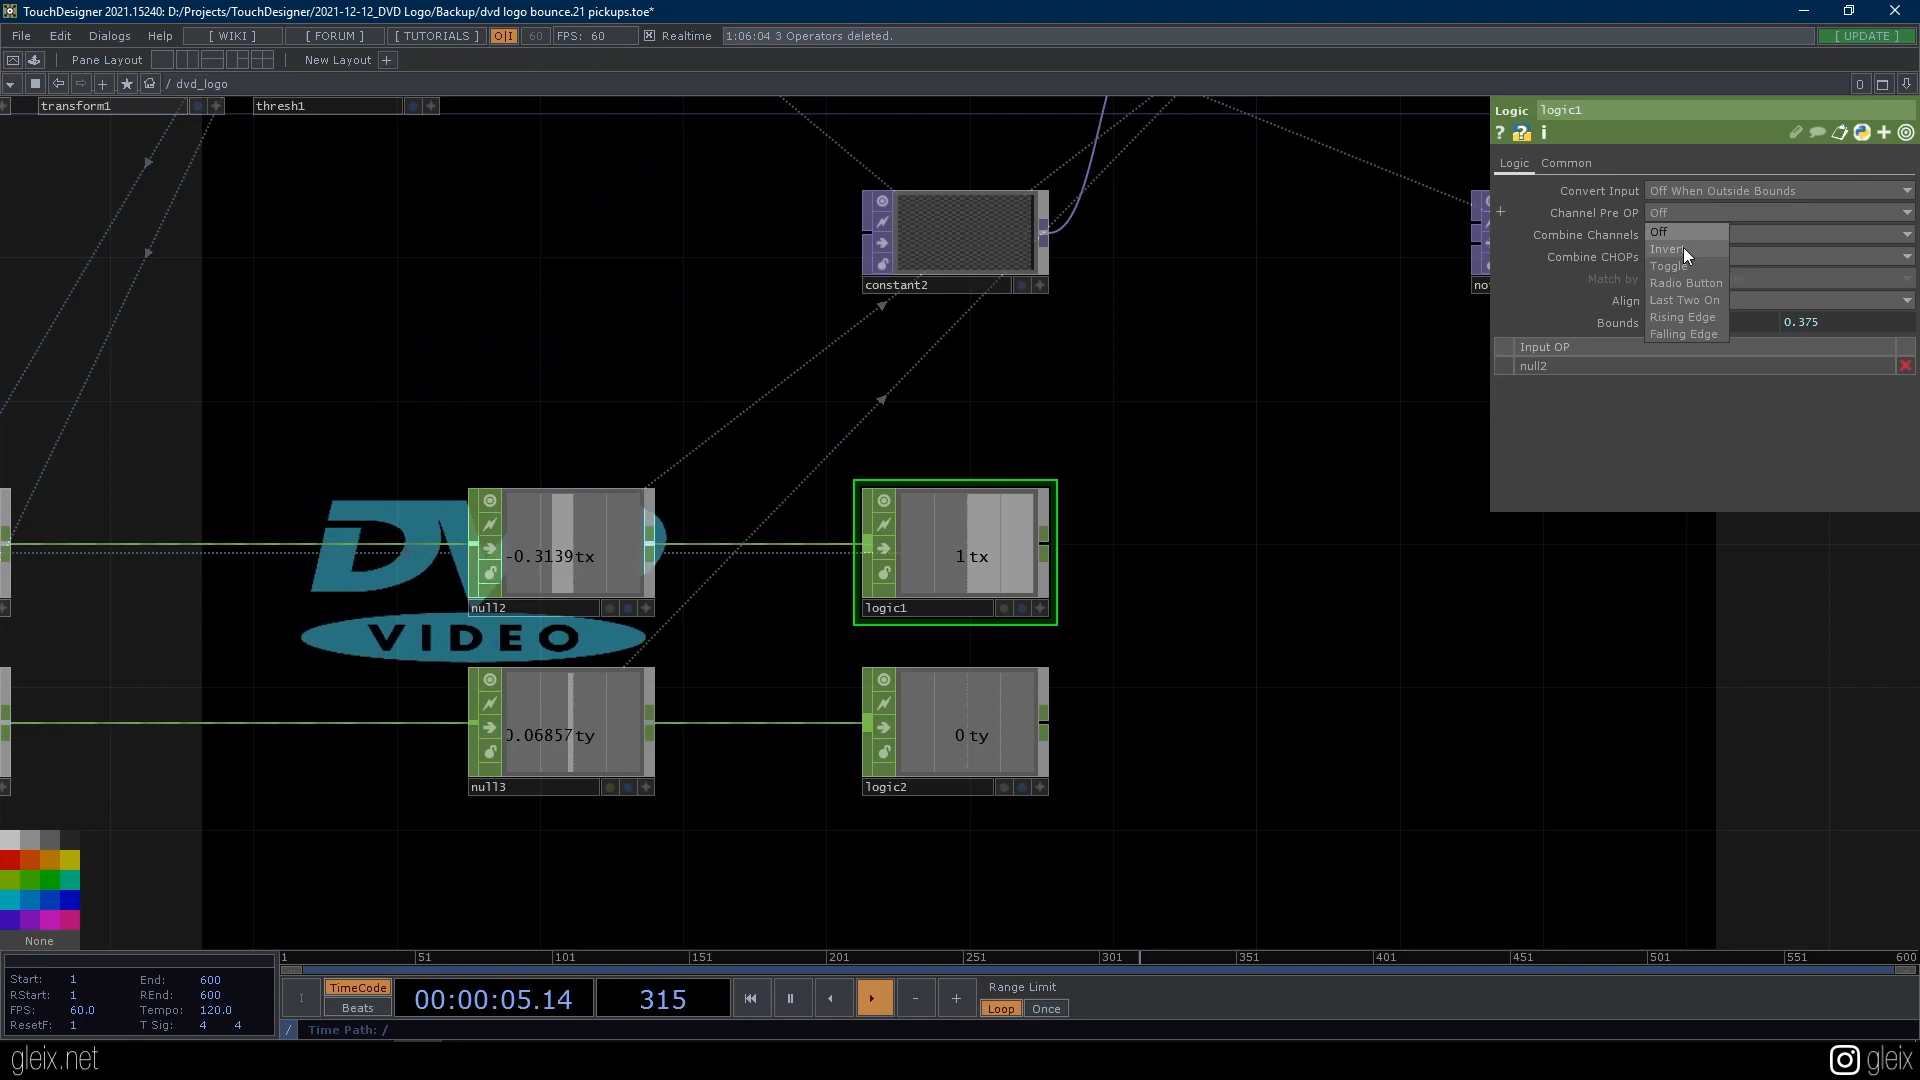 TouchDesigner 2021.15240: D:/Projects/TouchDesigner/2021-12-12_DVD Logo/Backup/dvd logo bounce.21 pickups.toe*
File Edit Dialogs Help [ WIKI ] [ FORUM ] [ TUTORIALS ] O|I 60 FPS: 60 Realtime 1:06:04 3 Operators deleted. [ UPDATE ]
Pane Layout New Layout +
/ dvd_logo 0
transform1 thresh1
Logic logic1
? ? i
Logic Common
Convert Input Off When Outside Bounds
+ Channel Pre OP Off
Combine Channels
Combine CHOPs
Match by
Align
Bounds 0.375
Off
Invert
Toggle
Radio Button
Last Two On
Rising Edge
Falling Edge
Input OP
null2
constant2
-0.3139 tx
1 tx
null2 logic1
VIDEO
0.06857 ty
0 ty
null3 logic2
None
1 51 101 151 201 251 301 351 401 451 501 551 600
Start: 1 End: 600
RStart: 1 REnd: 600
FPS: 60.0 Tempo: 120.0
ResetF: 1 T Sig: 4 4
I TimeCode Beats 00:00:05.14 315 - + Range Limit
Loop Once
/ Time Path: /
gleix.net gleix